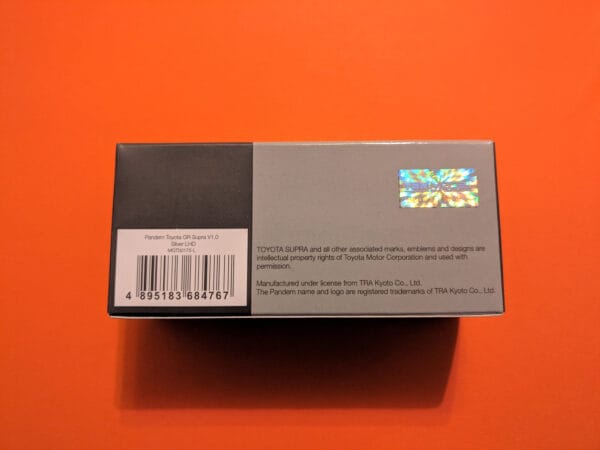 Pandem Toyota GR Supra V1.0
Silver LHD
MGT00175-L
4 895183 684767
TOYOTA SUPRA and all other associated marks, emblems and designs are
intellectual property rights of Toyota Motor Corporation and used with
permission.
Manufactured under license from TRA Kyoto Co., Ltd.
The Pandem name and logo are registered trademarks of TRA Kyoto Co., Ltd.